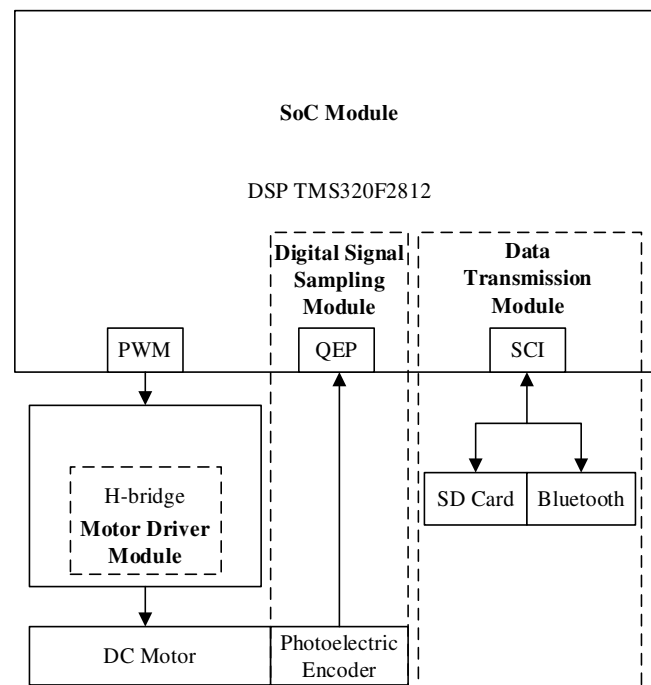 SoC Module
DSP TMS320F2812
Digital Signal
Sampling
Module
Data
Transmission
Module
PWM
QEP
SCI
H-bridge
Motor Driver
Module
SD Card
Bluetooth
DC Motor
Photoelectric
Encoder